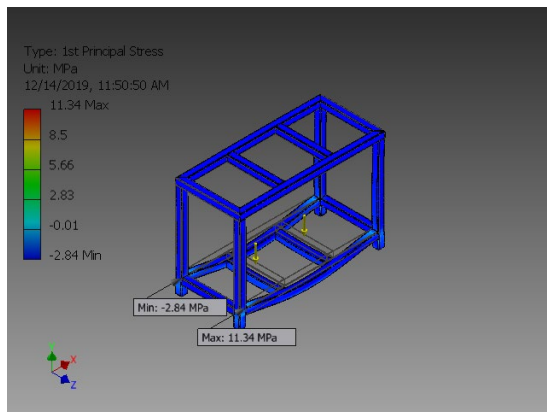 Type: 1st Principal Stress
Unit: MPa
12/14/2019, 11:50:50 AM
11.34 Max
8.5
5.66
2.83
-0.01
-2.84 Min
Min: -2.84 MPa
Max: 11.34 MPa
Y
X
Z